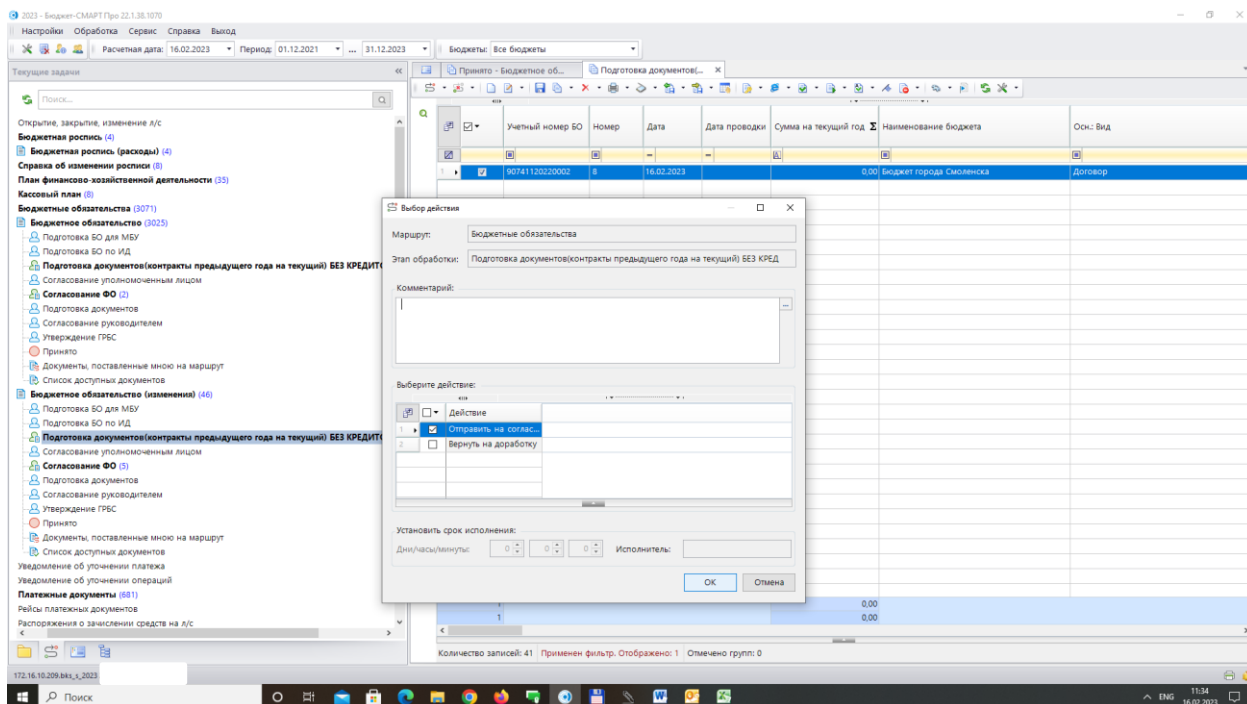 2023 - Бюджет-СМАРТ Про 22.1.38.1070
Настройки Обработка Сервис Справка Выход
Расчетная дата: 16.02.2023 Период: 01.12.2021 ... 31.12.2023 Бюджеты: Все бюджеты
Текущие задачи
Принято - Бюджетное об...
Подготовка документов(...
Поиск...
Открытие, закрытие, изменение л/с
Бюджетная роспись (4)
Бюджетная роспись (расходы) (4)
Справка об изменении росписи (8)
План финансово-хозяйственной деятельности (35)
Кассовый план (8)
Бюджетные обязательства (3071)
Бюджетное обязательство (3025)
Подготовка БО для МБУ
Подготовка БО по ИД
Подготовка документов(контракты предыдущего года на текущий) БЕЗ КРЕДИТО
Согласование уполномоченным лицом
Согласование ФО (2)
Подготовка документов
Согласование руководителем
Утверждение ГРБС
Принято
Документы, поставленные мною на маршрут
Список доступных документов
Бюджетное обязательство (изменения) (46)
Подготовка БО для МБУ
Подготовка БО по ИД
Подготовка документов(контракты предыдущего года на текущий) БЕЗ КРЕДИТО
Согласование уполномоченным лицом
Согласование ФО (5)
Подготовка документов
Согласование руководителем
Утверждение ГРБС
Принято
Документы, поставленные мною на маршрут
Список доступных документов
Уведомление об уточнении платежа
Уведомление об уточнении операций
Платежные документы (681)
Рейсы платежных документов
Распоряжения о зачислении средств на л/с
Учетный номер БО Номер Дата Дата проводки Сумма на текущий год Σ Наименование бюджета Осн.: Вид
1 90741120220002 8 16.02.2023 0,00 Бюджет города Смоленска Договор
Выбор действия
Маршрут: Бюджетные обязательства
Этап обработки: Подготовка документов(контракты предыдущего года на текущий) БЕЗ КРЕД
Комментарий:
...
Выберите действие:
Действие
1 Отправить на соглас...
2 Вернуть на доработку
Установить срок исполнения:
Дни/часы/минуты: 0 0 0 Исполнитель:
OK Отмена
1 0,00
1 0,00
Количество записей: 41 Применен фильтр. Отображено: 1 Отмечено групп: 0
172.16.10.209.bks_s_2023
Поиск
ENG
11:34
16.02.2023